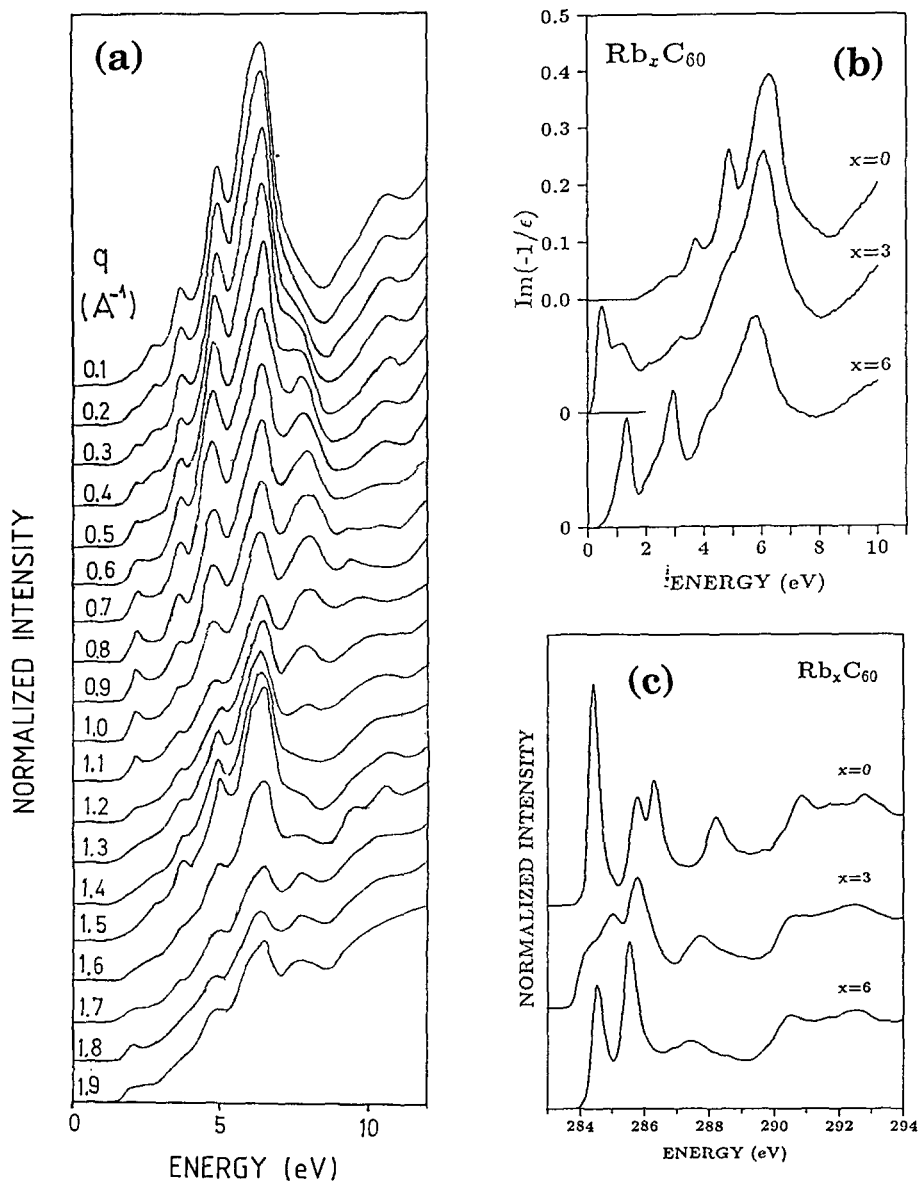 (a)
q
(A⁻¹)
0.1
0.2
0.3
0.4
0.5
0.6
0.7
0.8
0.9
1.0
1.1
1.2
1.3
1.4
1.5
1.6
1.7
1.8
1.9
NORMALIZED INTENSITY
0 5 10
ENERGY (eV)
(b)
RbₓC₆₀
0.5
0.4
0.3
0.2
0.1
0.0
0
0
Im(-1/ϵ)
x=0
x=3
x=6
0 2 4 6 8 10
ENERGY (eV)
(c)
RbₓC₆₀
NORMALIZED INTENSITY
x=0
x=3
x=6
284 286 288 290 292 294
ENERGY (eV)